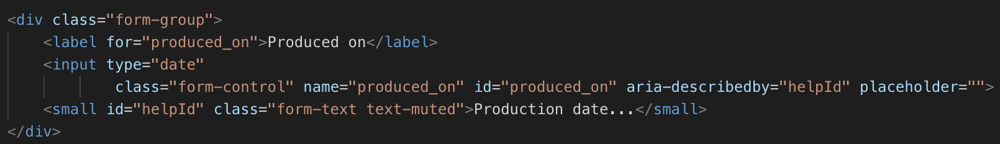 <div class="form-group">
    <label for="produced_on">Produced on</label>
    <input type="date"
            class="form-control" name="produced_on" id="produced_on" aria-describedby="helpId" placeholder="">
    <small id="helpId" class="form-text text-muted">Production date...</small>
</div>